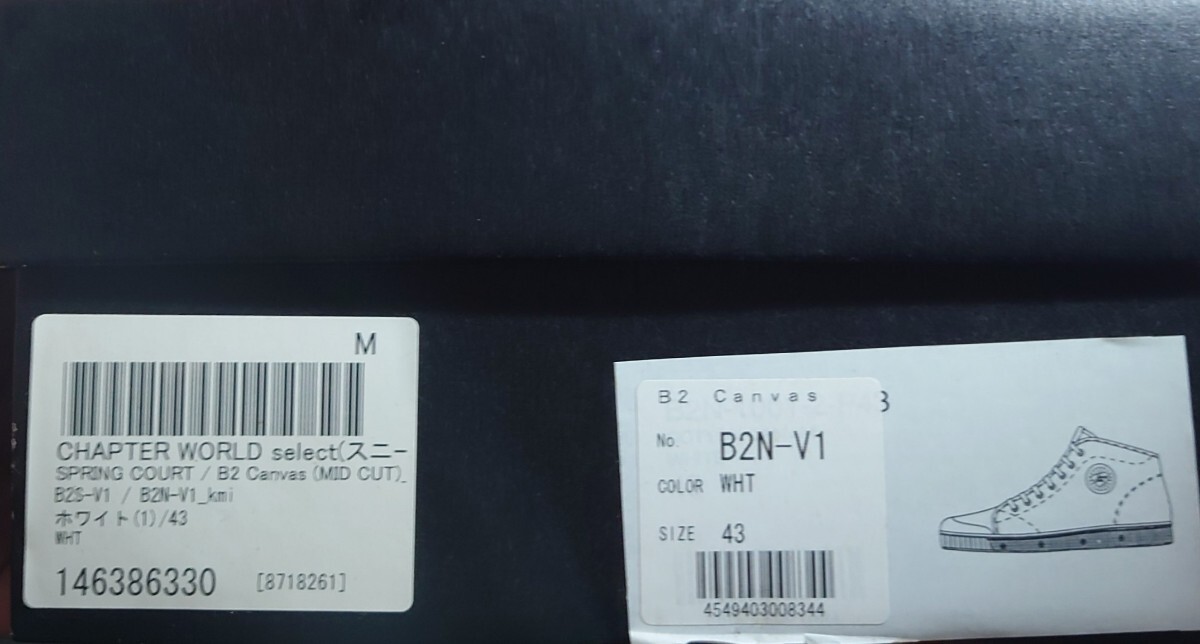 M
CHAPTER WORLD select(スニー
SPRING COURT / B2 Canvas (MID CUT)_
B2S-V1 / B2N-V1_kmi
ホワイト(1)/43
WHT
146386330 [8718261]
B2 Canvas
No. B2N-V1
COLOR WHT
SIZE 43
4549403008344